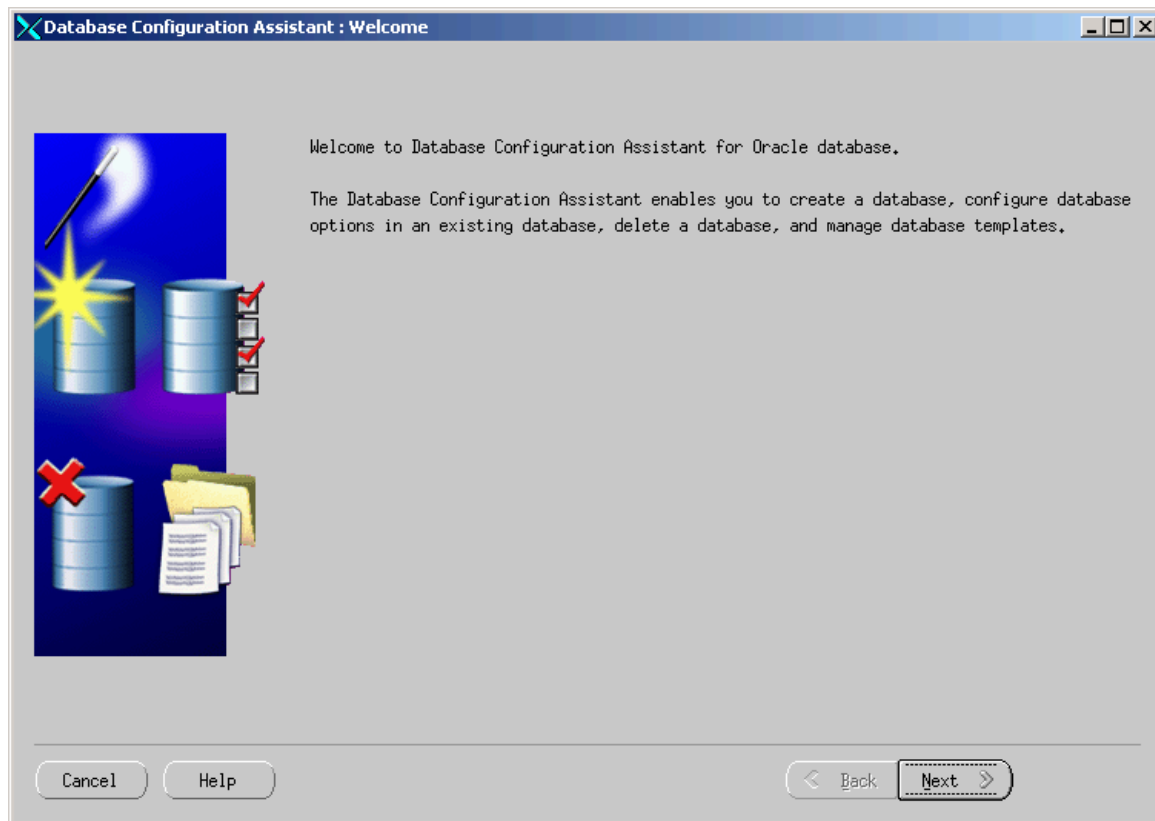 Database Configuration Assistant : Welcome
Welcome to Database Configuration Assistant for Oracle database.
The Database Configuration Assistant enables you to create a database, configure database
options in an existing database, delete a database, and manage database templates.
Cancel
Help
Back
Next